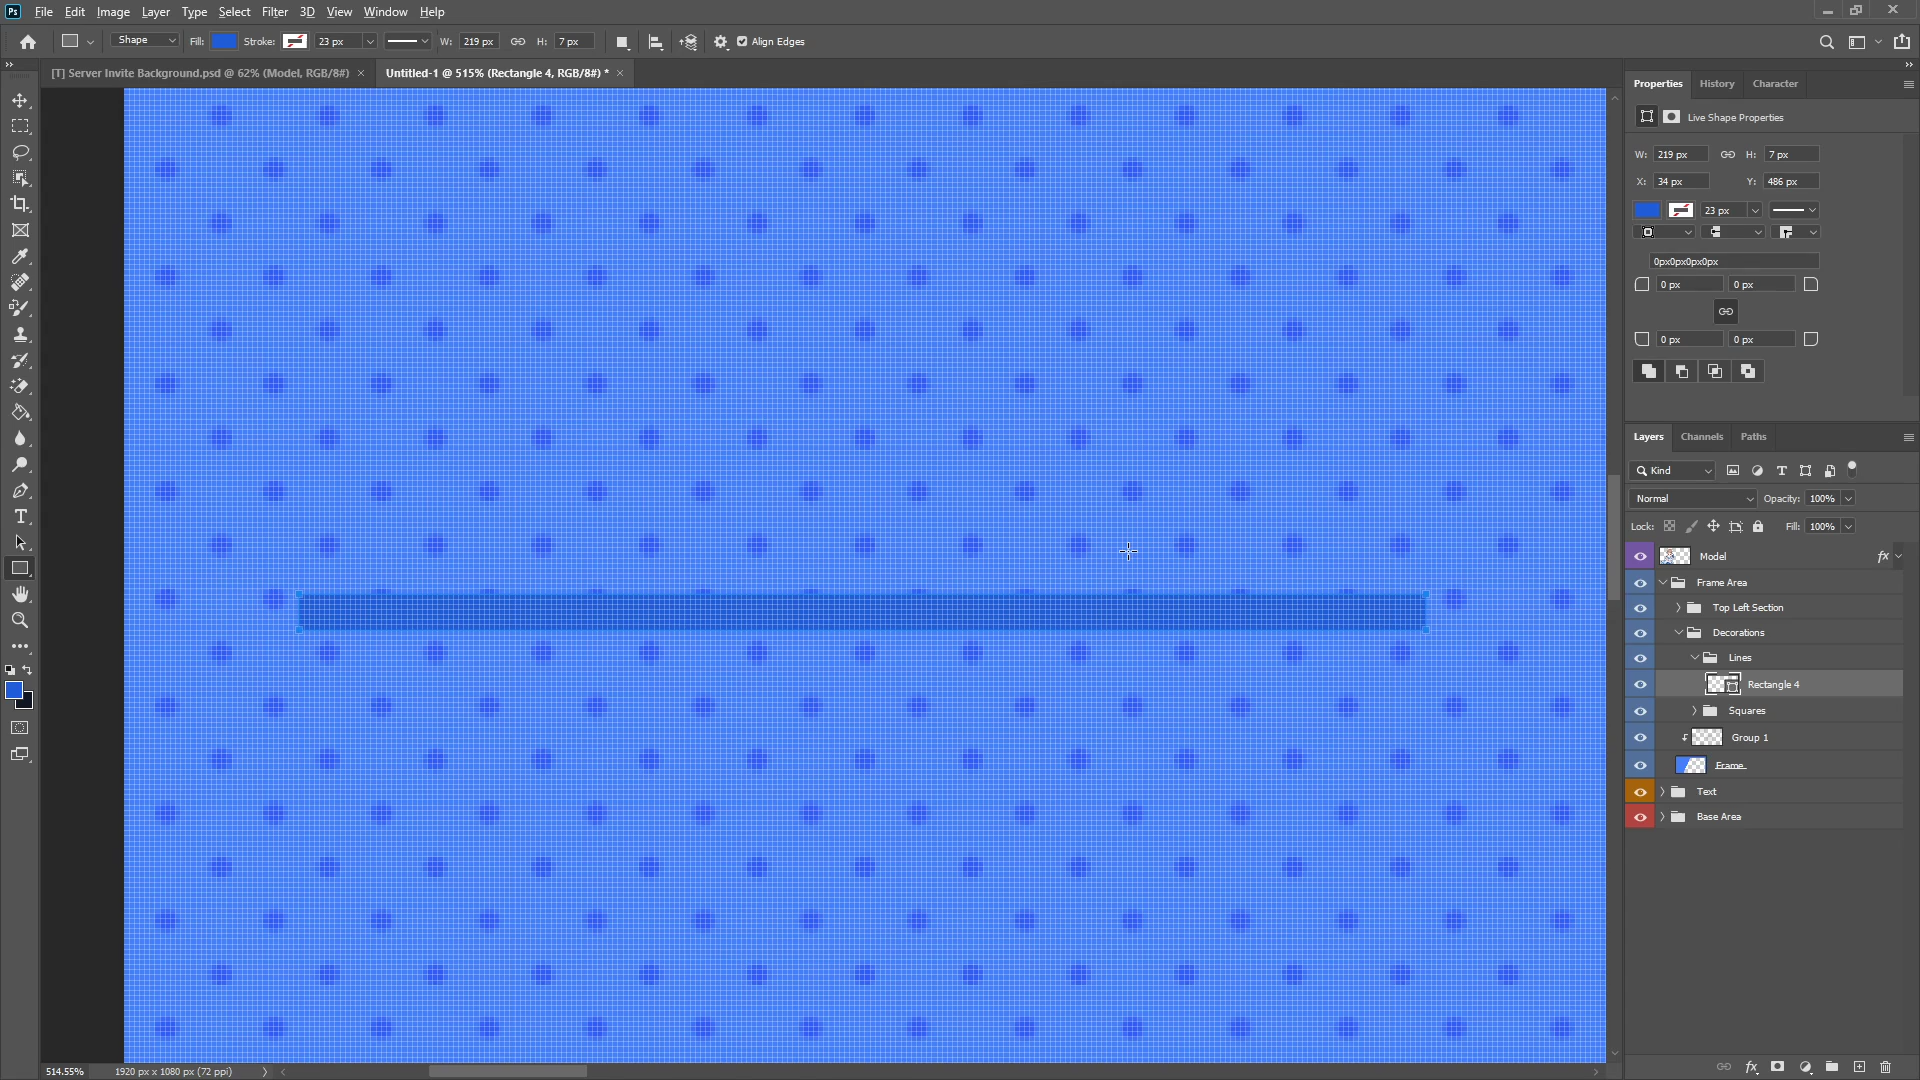 Ps File Edit Image Layer Type Select Filter 3D View Window Help
Shape Fill: Stroke: 23 px W: 219 px H: 7 px Align Edges
[T] Server Invite Background.psd @ 62% (Model, RGB/8#) × Untitled-1 @ 515% (Rectangle 4, RGB/8#) * ×
Properties History Character
Live Shape Properties
W: 219 px H: 7 px
X: 34 px Y: 486 px
23 px
0px0px0px0px
0 px 0 px
0 px 0 px
Layers Channels Paths
Kind
Normal Opacity: 100%
Lock: Fill: 100%
Model fx
Frame Area
Top Left Section
Decorations
Lines
Rectangle 4
Squares
Group 1
Frame
Text
Base Area
514.55% 1920 px x 1080 px (72 ppi)
fx